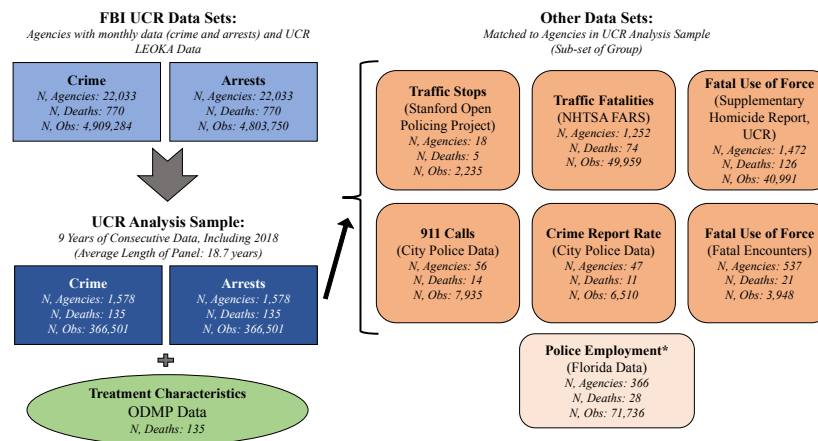 FBI UCR Data Sets:
Agencies with monthly data (crime and arrests) and UCR
LEOKA Data
Crime
N, Agencies: 22,033
N, Deaths: 770
N, Obs: 4,909,284
Arrests
N, Agencies: 22,033
N, Deaths: 770
N, Obs: 4,803,750
UCR Analysis Sample:
9 Years of Consecutive Data, Including 2018
(Average Length of Panel: 18.7 years)
Crime
N, Agencies: 1,578
N, Deaths: 135
N, Obs: 366,501
Arrests
N, Agencies: 1,578
N, Deaths: 135
N, Obs: 366,501
Treatment Characteristics
ODMP Data
N, Deaths: 135
Other Data Sets:
Matched to Agencies in UCR Analysis Sample
(Sub-set of Group)
Traffic Stops
(Stanford Open
Policing Project)
N, Agencies: 18
N, Deaths: 5
N, Obs: 2,235
Traffic Fatalities
(NHTSA FARS)
N, Agencies: 1,252
N, Deaths: 74
N, Obs: 49,959
Fatal Use of Force
(Supplementary
Homicide Report,
UCR)
N, Agencies: 1,472
N, Deaths: 126
N, Obs: 40,991
911 Calls
(City Police Data)
N, Agencies: 56
N, Deaths: 14
N, Obs: 7,935
Crime Report Rate
(City Police Data)
N, Agencies: 47
N, Deaths: 11
N, Obs: 6,510
Fatal Use of Force
(Fatal Encounters)
N, Agencies: 537
N, Deaths: 21
N, Obs: 3,948
Police Employment*
(Florida Data)
N, Agencies: 366
N, Deaths: 28
N, Obs: 71,736